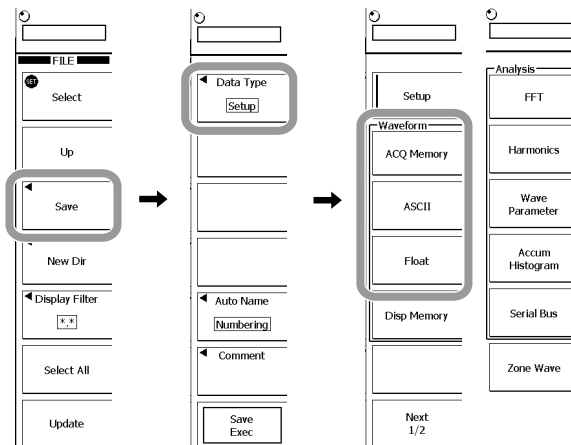 FILE
SET
Select
Up
Save
New Dir
Display Filter
*.*
Select All
Update
Data Type
Setup
Auto Name
Numbering
Comment
Save
Exec
Setup
Waveform
ACQ Memory
ASCII
Float
Disp Memory
Next
1/2
Analysis
FFT
Harmonics
Wave
Parameter
Accum
Histogram
Serial Bus
Zone Wave